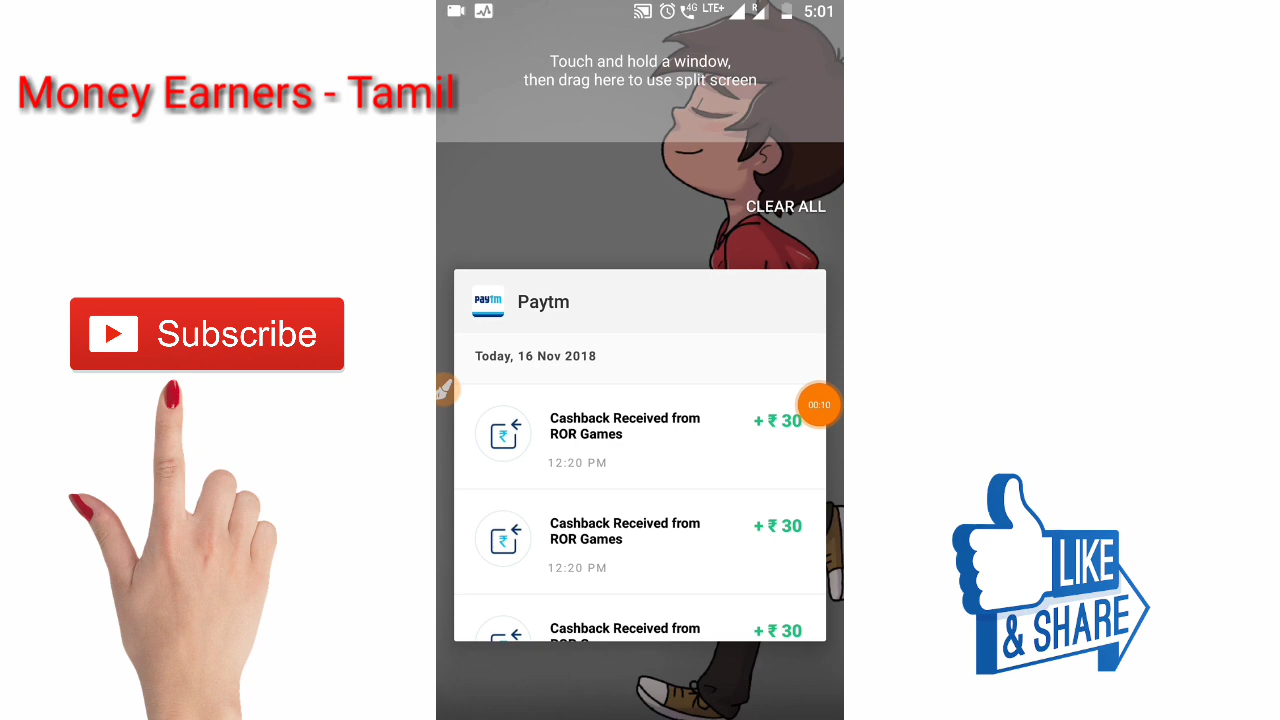 4G LTE+ R 5:01
Touch and hold a window,
then drag here to use split screen
Money Earners - Tamil
CLEAR ALL
Paytm Paytm
Subscribe
Today, 16 Nov 2018
00:10
Cashback Received from + ₹ 30
ROR Games
12:20 PM
Cashback Received from + ₹ 30
ROR Games
12:20 PM
Cashback Received from + ₹ 30
LIKE
& SHARE